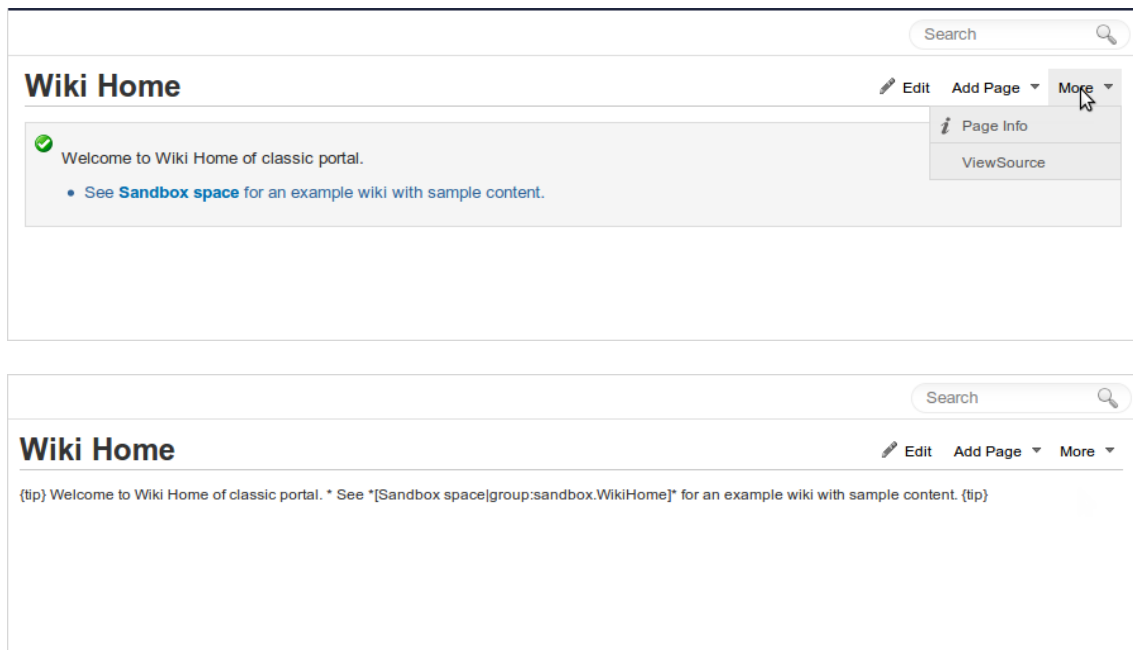 Search
Wiki Home
Edit Add Page More
Page Info
Welcome to Wiki Home of classic portal.
ViewSource
• See Sandbox space for an example wiki with sample content.
Search
Wiki Home
Edit Add Page More
{tip} Welcome to Wiki Home of classic portal. * See *[Sandbox space|group:sandbox.WikiHome]* for an example wiki with sample content. {tip}